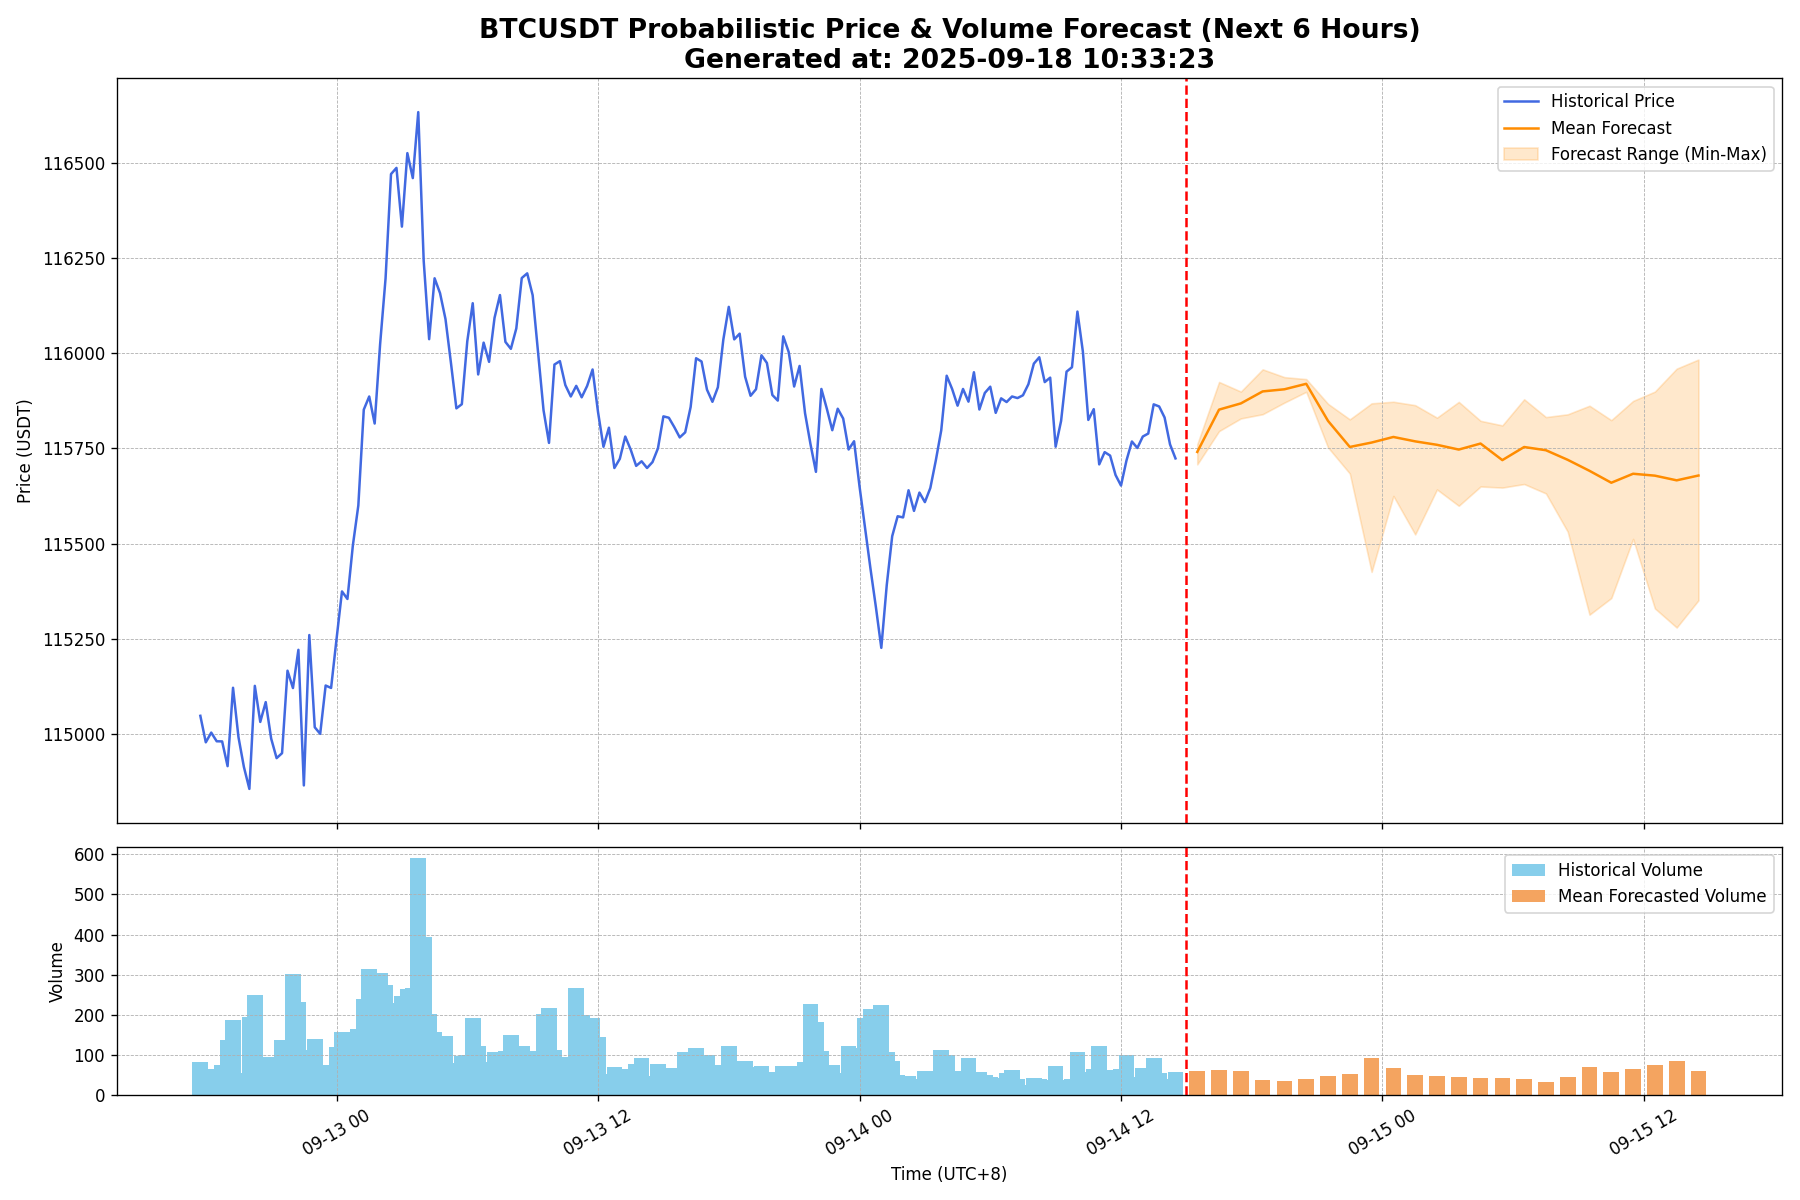 BTCUSDT Probabilistic Price & Volume Forecast (Next 6 Hours)
Generated at: 2025-09-18 10:33:23
Historical Price
Mean Forecast
Forecast Range (Min-Max)
Price (USDT)
116500
116250
116000
115750
115500
115250
115000
Historical Volume
Mean Forecasted Volume
Volume
600
500
400
300
200
100
0
09-13 00
09-13 12
09-14 00
09-14 12
09-15 00
09-15 12
Time (UTC+8)